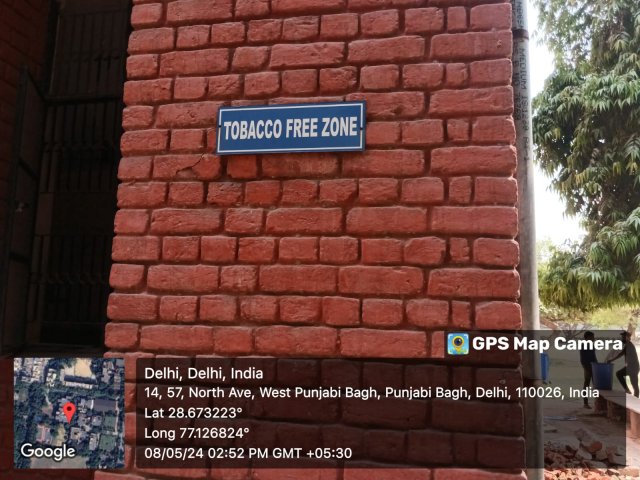 TOBACCO FREE ZONE
GPS Map Camera
Delhi, Delhi, India
14, 57, North Ave, West Punjabi Bagh, Punjabi Bagh, Delhi, 110026, India
Lat 28.673223°
Long 77.126824°
08/05/24 02:52 PM GMT +05:30
Google